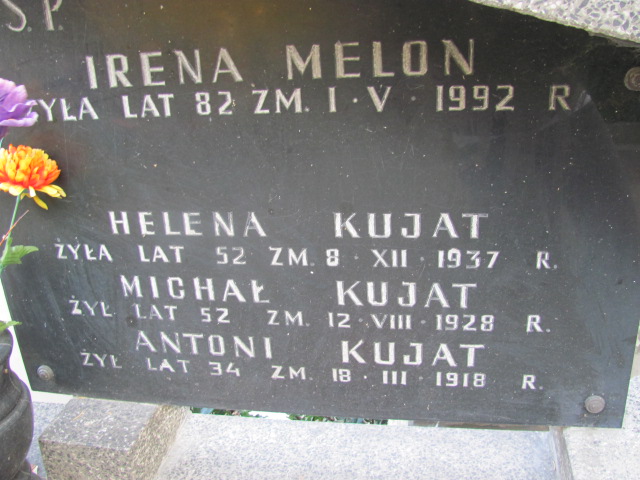 Ś.P.
IRENA MELON
ŻYŁA LAT 82 ZM. I · V · 1992 R.
HELENA KUJAT
ŻYŁA LAT 52 ZM. 8 · XII · 1937 R.
MICHAŁ KUJAT
ŻYŁ LAT 52 ZM. 12 · VIII · 1928 R.
ANTONI KUJAT
ŻYŁ LAT 34 ZM. 18 · III · 1918 R.